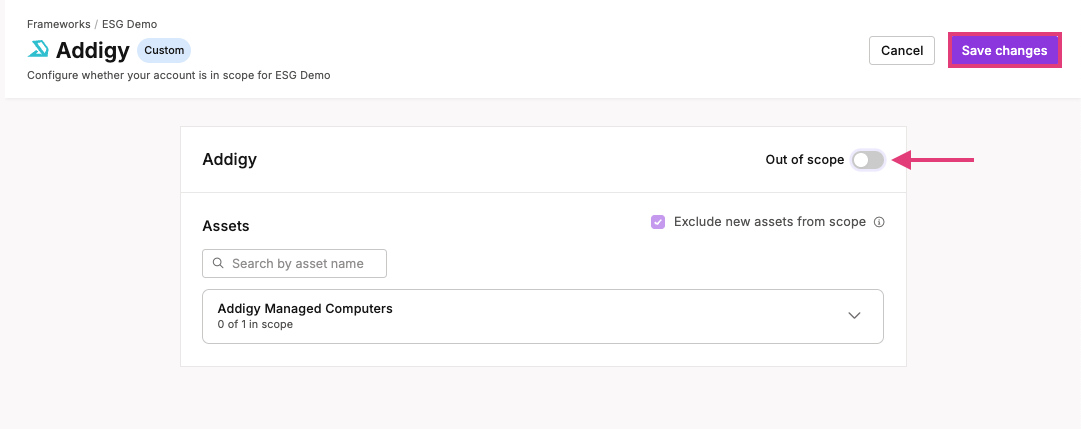 Frameworks / ESG Demo
Addigy Custom
Configure whether your account is in scope for ESG Demo
Cancel
Save changes
Addigy
Out of scope
Assets
Exclude new assets from scope
Search by asset name
Addigy Managed Computers
0 of 1 in scope